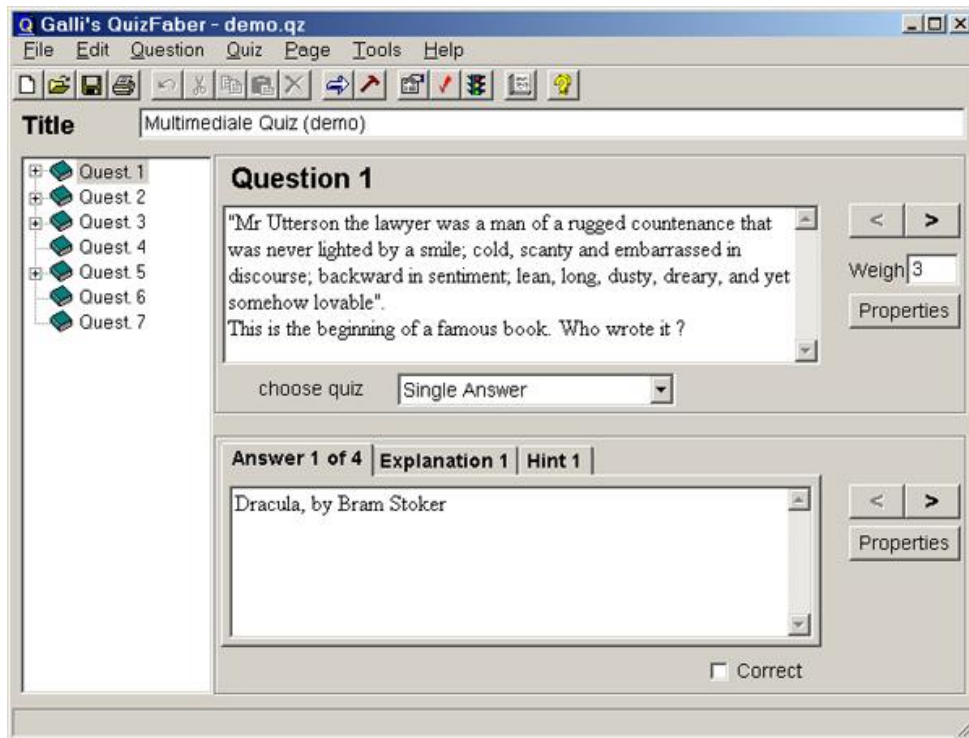 Galli's QuizFaber - demo.qz
File Edit Question Quiz Page Tools Help
Title Multimediale Quiz (demo)
Quest. 1
Quest. 2
Quest. 3
Quest. 4
Quest. 5
Quest. 6
Quest. 7
Question 1
"Mr Utterson the lawyer was a man of a rugged countenance that
was never lighted by a smile; cold, scanty and embarrassed in
discourse; backward in sentiment; lean, long, dusty, dreary, and yet
somehow lovable".
This is the beginning of a famous book. Who wrote it ?
< >
Weigh 3
Properties
choose quiz Single Answer
Answer 1 of 4 Explanation 1 Hint 1
Dracula, by Bram Stoker
< >
Properties
Correct